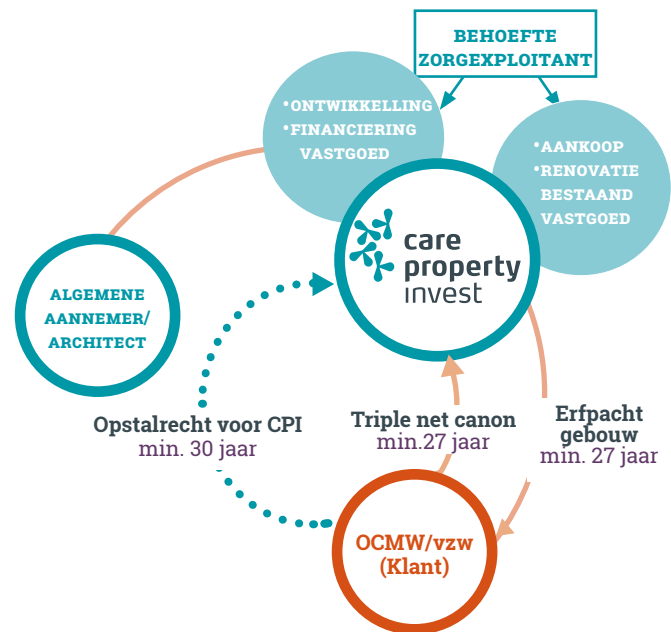 BEHOEFTE
ZORGEXPLOITANT
•ONTWIKKELLING
•FINANCIERING
VASTGOED
•AANKOOP
•RENOVATIE
BESTAAND
VASTGOED
care
property
invest
ALGEMENE
AANNEMER/
ARCHITECT
Opstalrecht voor CPI
min. 30 jaar
Triple net canon
min.27 jaar
Erfpacht
gebouw
min. 27 jaar
OCMW/vzw
(Klant)